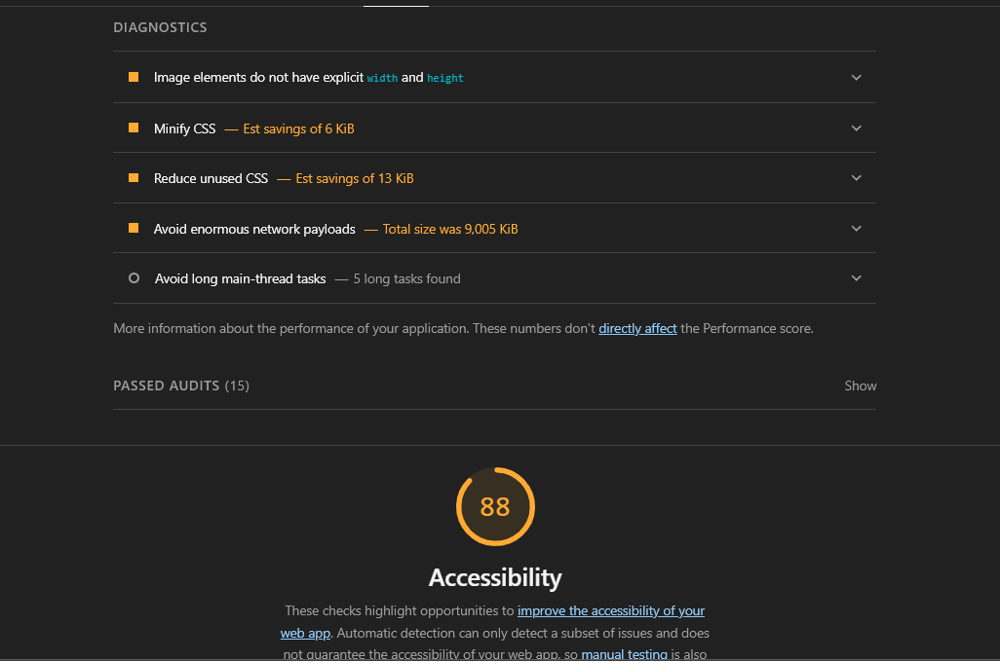 DIAGNOSTICS
Image elements do not have explicit width and height
Minify CSS — Est savings of 6 KiB
Reduce unused CSS — Est savings of 13 KiB
Avoid enormous network payloads — Total size was 9,005 KiB
Avoid long main-thread tasks — 5 long tasks found
More information about the performance of your application. These numbers don't directly affect the Performance score.
PASSED AUDITS (15) Show
88
Accessibility
These checks highlight opportunities to improve the accessibility of your
web app. Automatic detection can only detect a subset of issues and does
not guarantee the accessibility of your web app, so manual testing is also